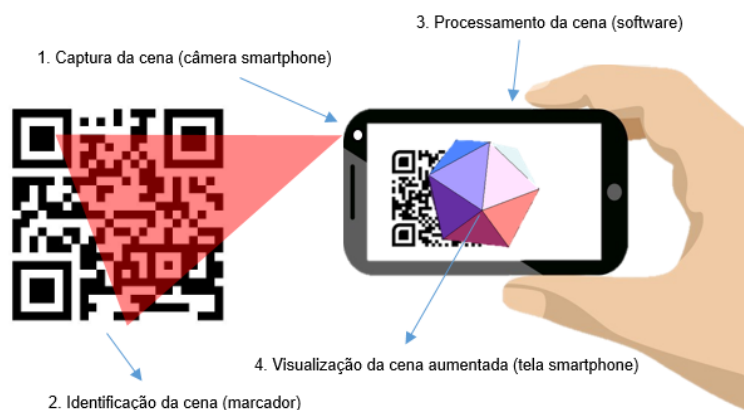 3. Processamento da cena (software)
1. Captura da cena (câmera smartphone)
4. Visualização da cena aumentada (tela smartphone)
2. Identificação da cena (marcador)